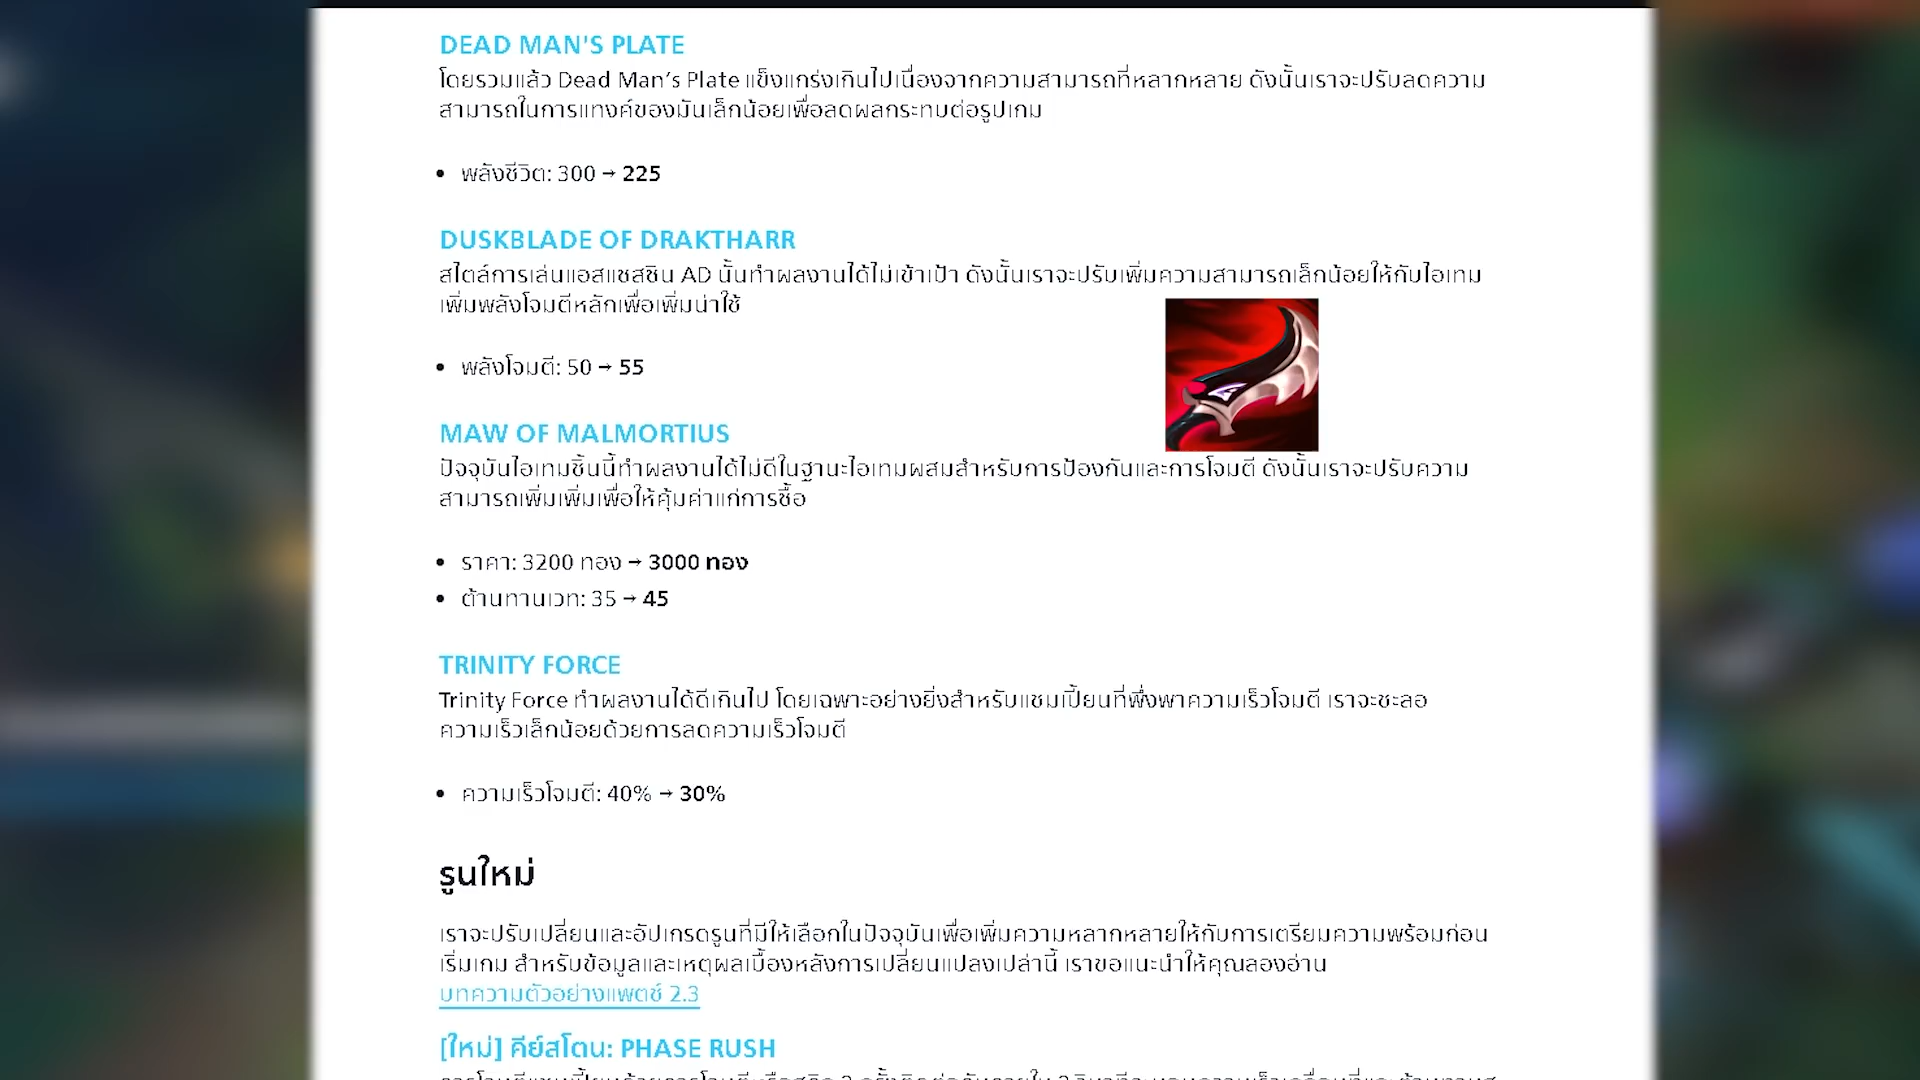 DEAD MAN'S PLATE
โดยรวมแล้ว Dead Man's Plate แข็งแกร่งเกินไปเนื่องจากความสามารถที่หลากหลาย ดังนั้นเราจะปรับลดความ
สามารถในการแทงค์ของมันเล็กน้อยเพื่อลดผลกระทบต่อรูปเกม
• พลังชีวิต: 300 → 225
DUSKBLADE OF DRAKTHARR
สไตล์การเล่นแอสแซสซิน AD นั้นทำผลงานได้ไม่เข้าเป้า ดังนั้นเราจะปรับเพิ่มความสามารถเล็กน้อยให้กับไอเทม
เพิ่มพลังโจมตีหลักเพื่อเพิ่มน่าใช้
• พลังโจมตี: 50 → 55
MAW OF MALMORTIUS
ปัจจุบันไอเทมชิ้นนี้ทำผลงานได้ไม่ดีในฐานะไอเทมผสมสำหรับการป้องกันและการโจมตี ดังนั้นเราจะปรับความ
สามารถเพิ่มเพิ่มเพื่อให้คุ้มค่าแก่การซื้อ
• ราคา: 3200 ทอง → 3000 ทอง
• ต้านทานเวท: 35 → 45
TRINITY FORCE
Trinity Force ทำผลงานได้ดีเกินไป โดยเฉพาะอย่างยิ่งสำหรับแชมเปี้ยนที่พึ่งพาความเร็วโจมตี เราจะชะลอ
ความเร็วเล็กน้อยด้วยการลดความเร็วโจมตี
• ความเร็วโจมตี: 40% → 30%
รูนใหม่
เราจะปรับเปลี่ยนและอัปเกรดรูนที่มีให้เลือกในปัจจุบันเพื่อเพิ่มความหลากหลายให้กับการเตรียมความพร้อมก่อน
เริ่มเกม สำหรับข้อมูลและเหตุผลเบื้องหลังการเปลี่ยนแปลงเปล่านี้ เราขอแนะนำให้คุณลองอ่าน
บทความตัวอย่างแพตช์ 2.3
[ใหม่] คีย์สโตน: PHASE RUSH